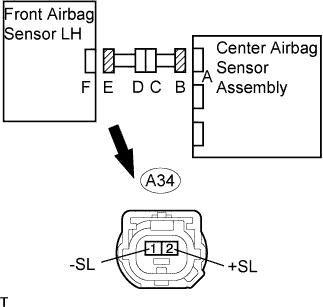 Front Airbag
Sensor LH
Center Airbag
Sensor
Assembly
F E D C B A
A34
1 2
-SL
+SL
T